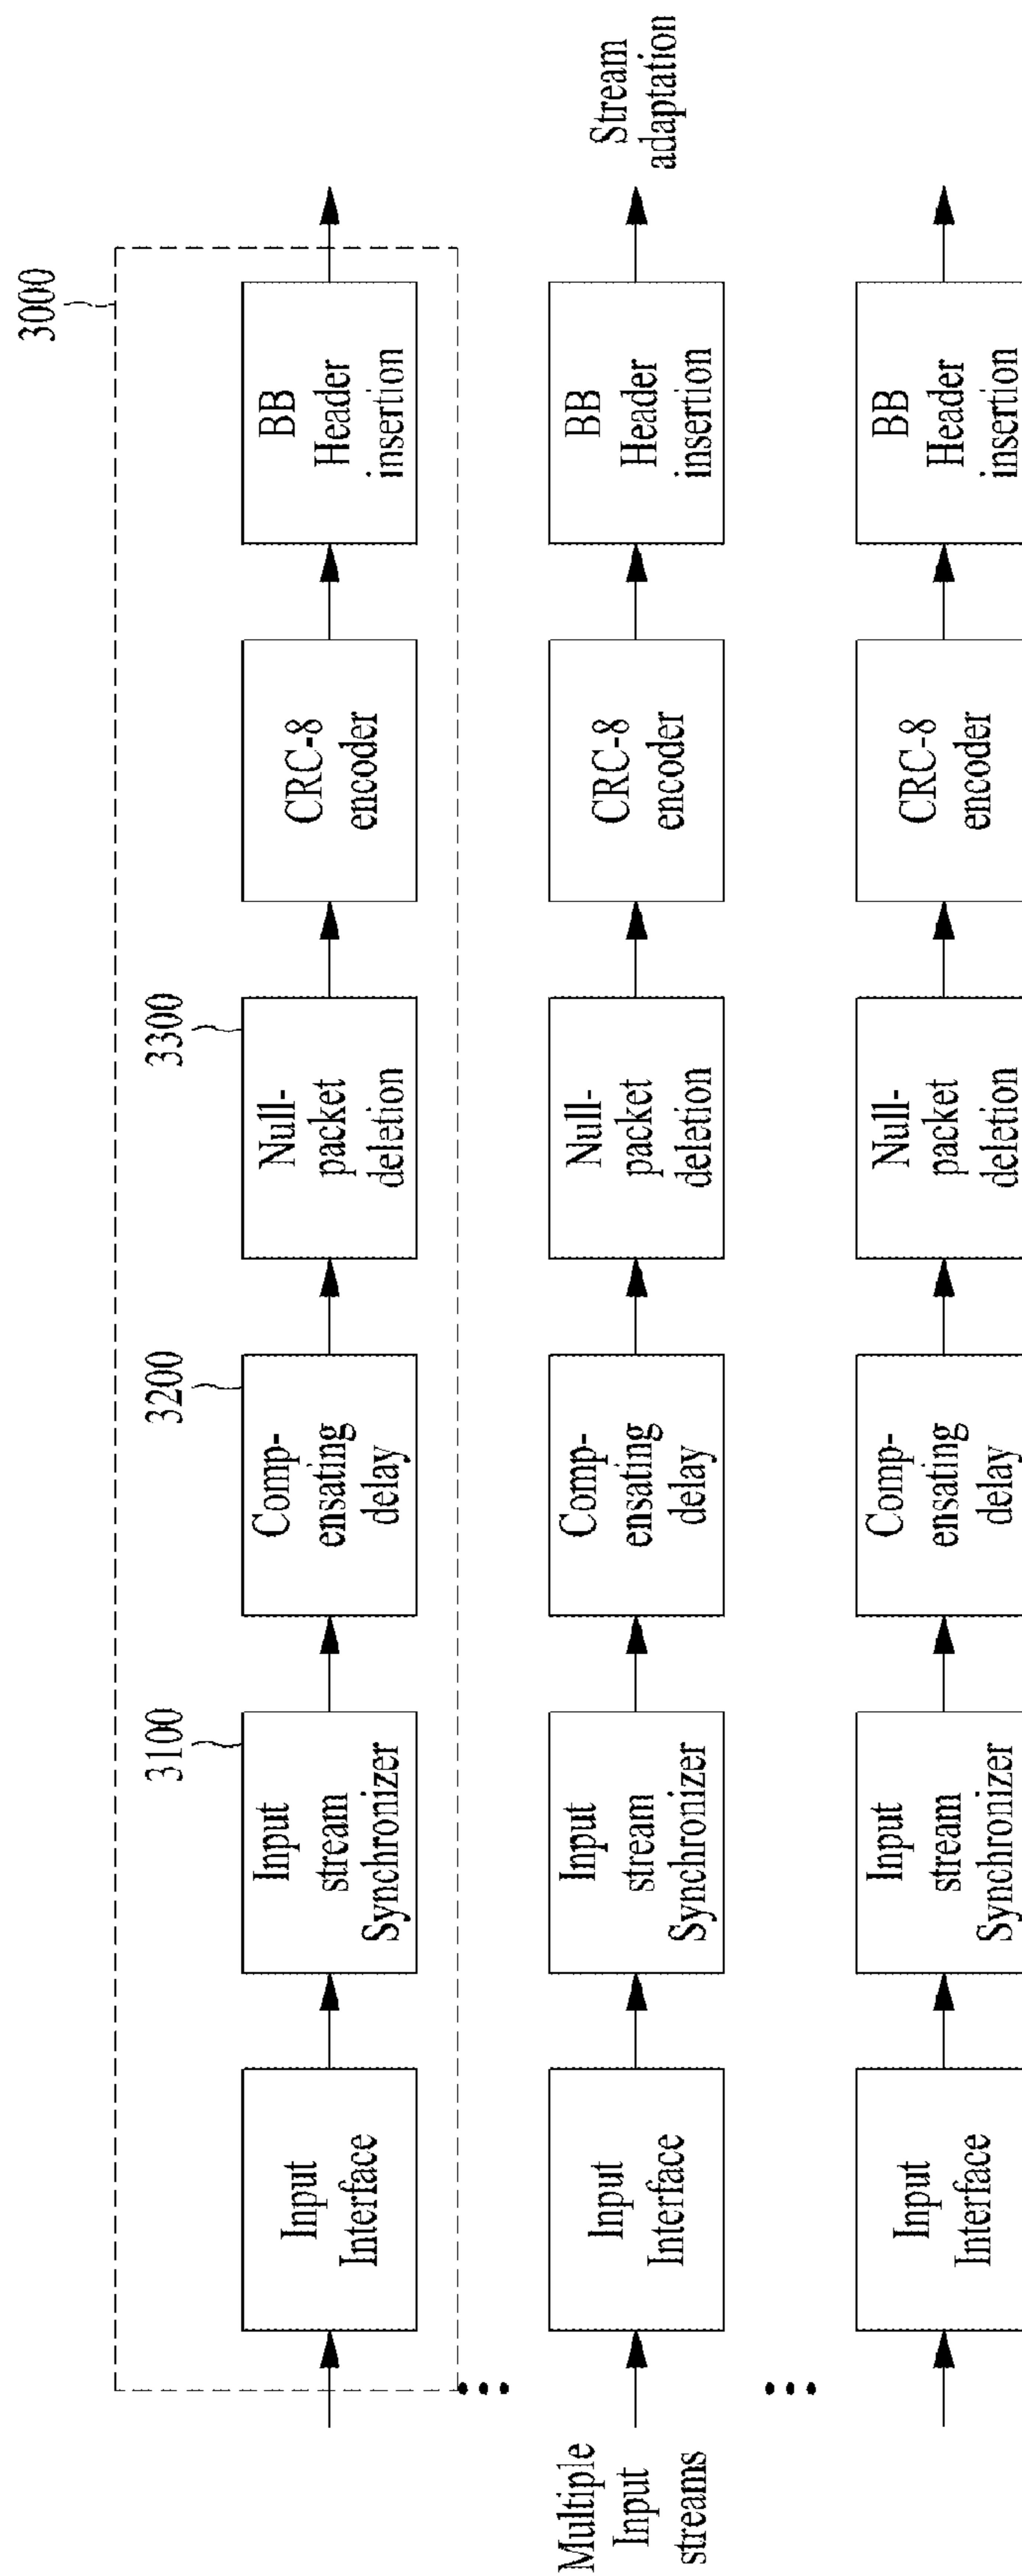 3000
3100
3200
3300
Input
Interface
Input
stream
Synchronizer
Comp-
ensating
delay
Null-
packet
deletion
CRC-8
encoder
BB
Header
insertion
Multiple
Input
streams
Input
Interface
Input
stream
Synchronizer
Comp-
ensating
delay
Null-
packet
deletion
CRC-8
encoder
BB
Header
insertion
Stream
adaptation
Input
Interface
Input
stream
Synchronizer
Comp-
ensating
delay
Null-
packet
deletion
CRC-8
encoder
BB
Header
insertion